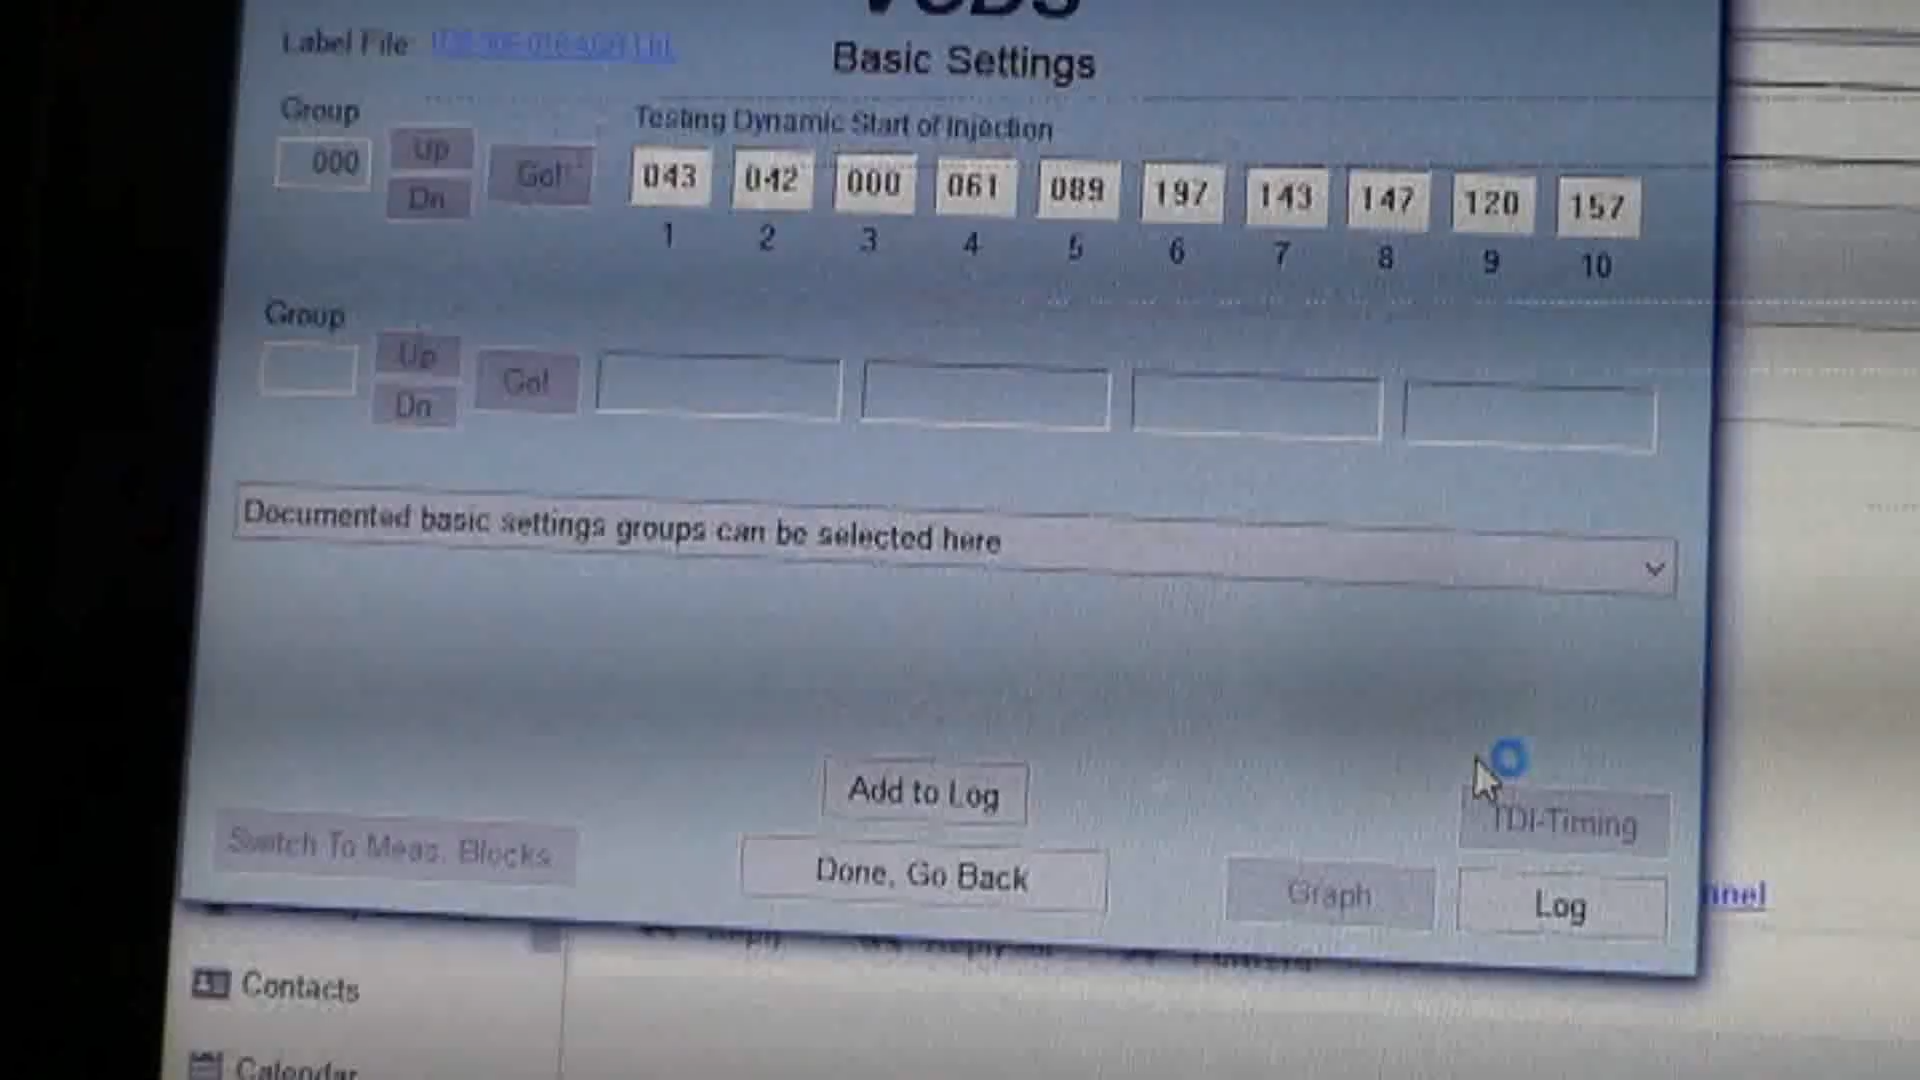 VCDS
Label File
Basic Settings
Group
Testing Dynamic Start of Injection
000 Up Dn Go! 043 042 000 061 089 197 143 147 120 157
1 2 3 4 5 6 7 8 9 10
Group
Up Dn Go!
Documented basic settings groups can be selected here
Add to Log
TDI-Timing
Switch To Meas. Blocks
Done, Go Back
Graph
Log
nnel
Contacts
Calendar